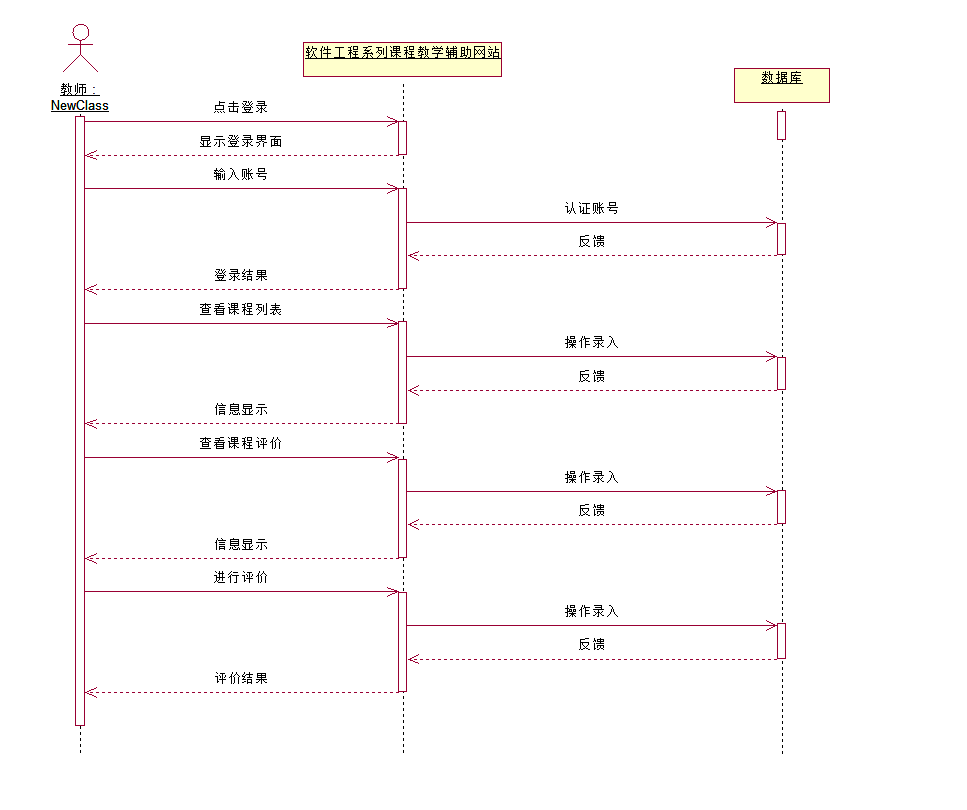 软件工程系列课程教学辅助网站
数据库
教师：
NewClass
点击登录
显示登录界面
输入账号
认证账号
反馈
登录结果
查看课程列表
操作录入
反馈
信息显示
查看课程评价
操作录入
反馈
信息显示
进行评价
操作录入
反馈
评价结果